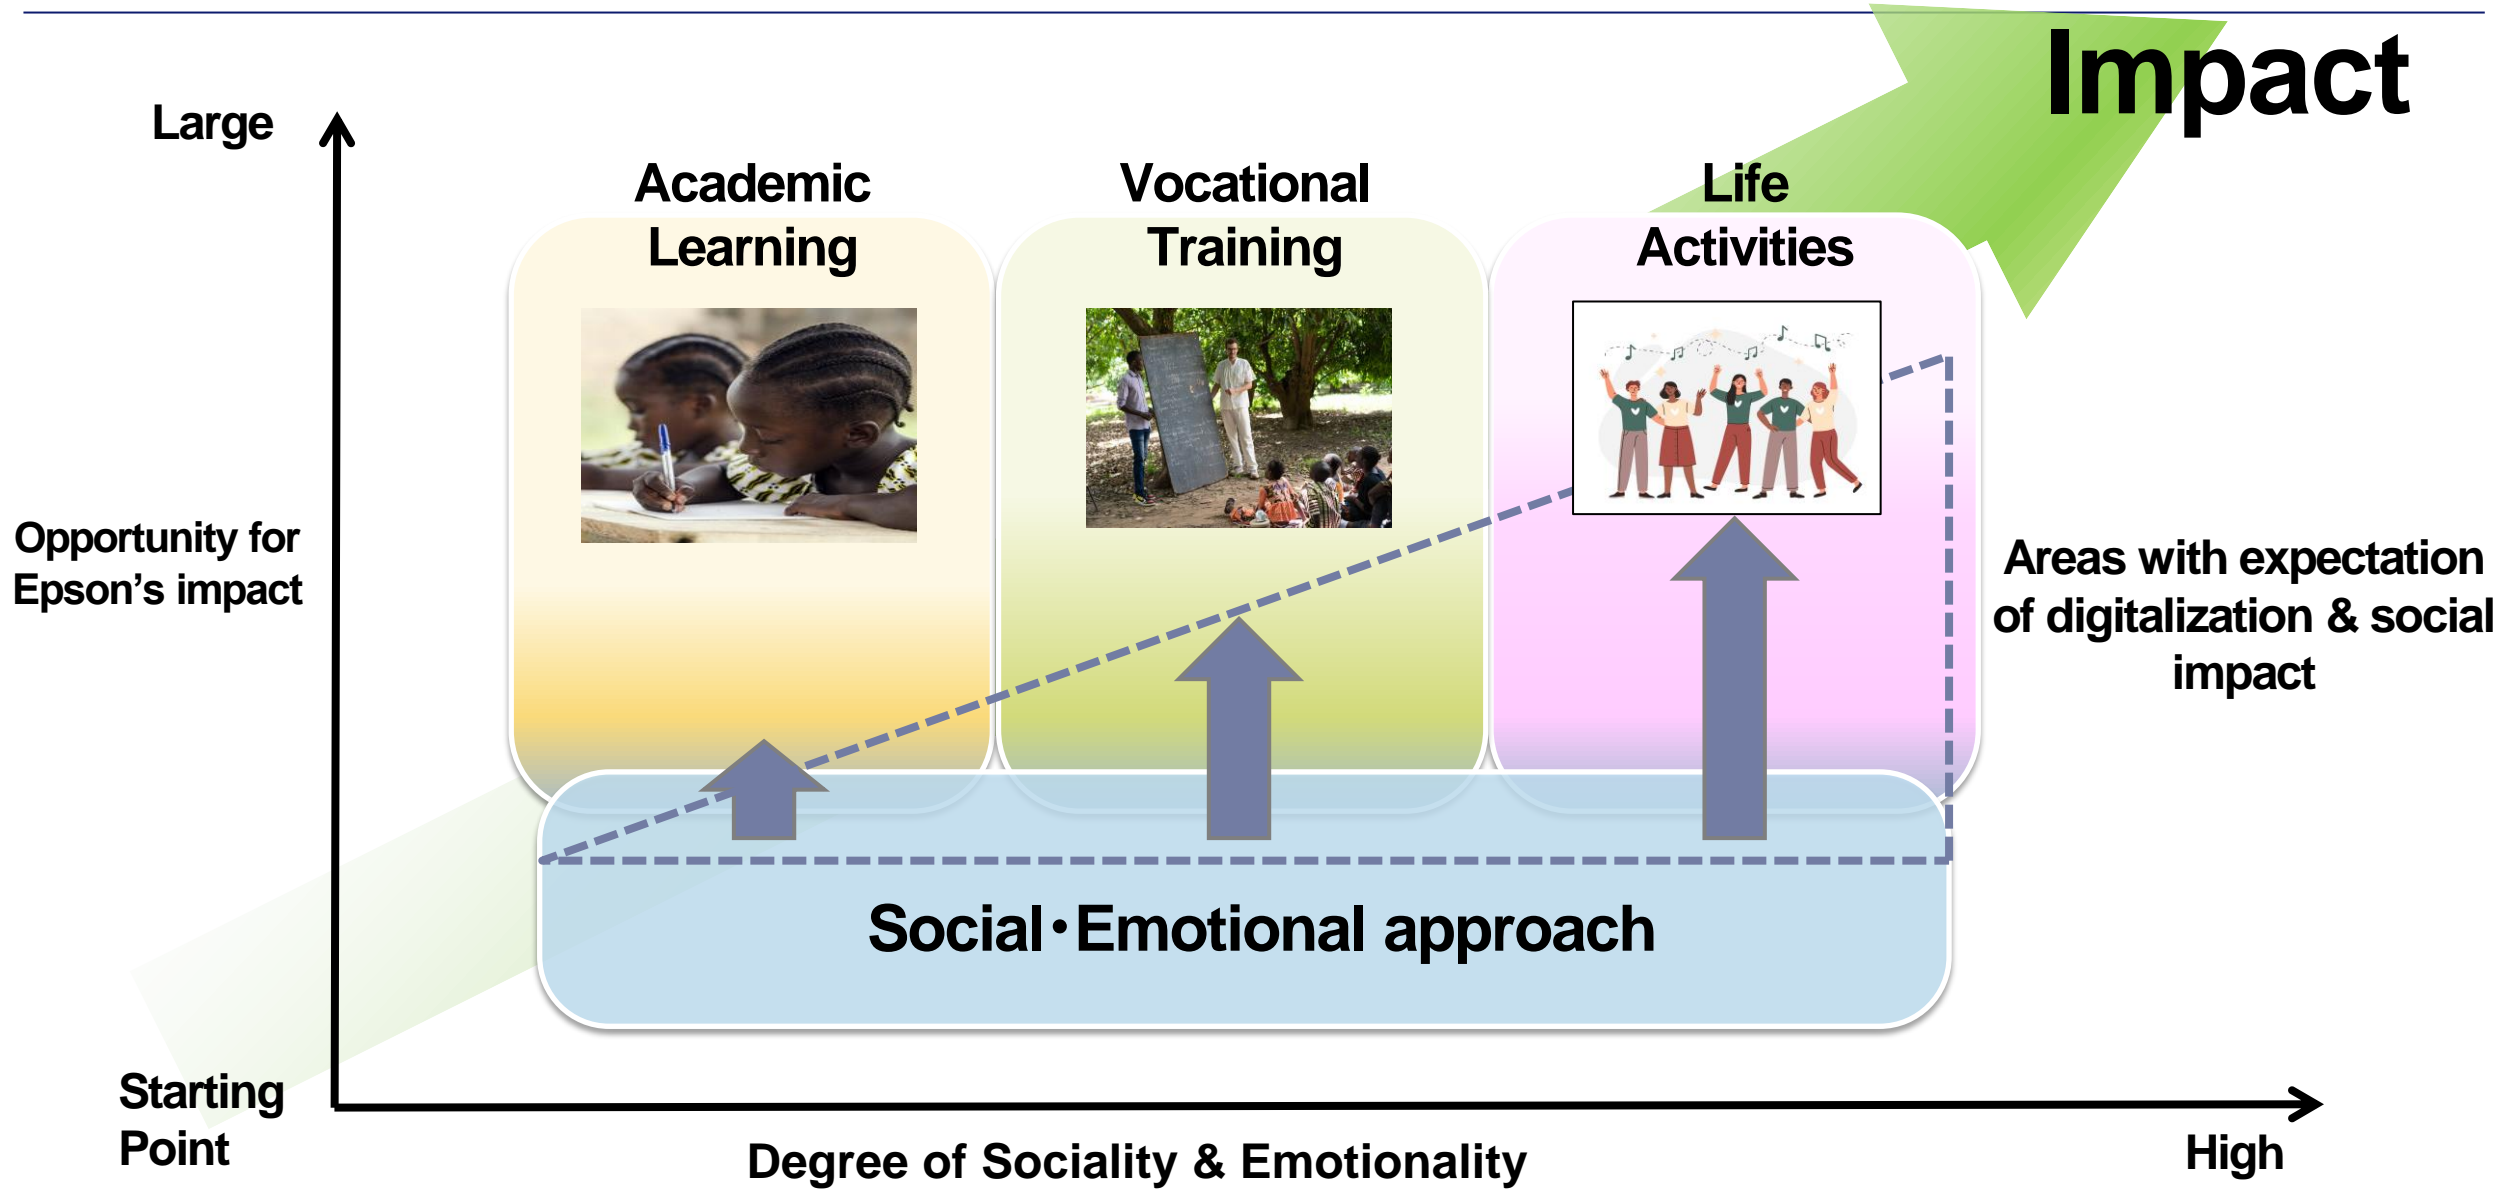 Impact
Large
Academic
Learning
Vocational
Training
Life
Activities
Opportunity for
Epson’s impact
Areas with expectation
of digitalization & social
impact
Social・Emotional approach
Starting
Point
Degree of Sociality & Emotionality
High